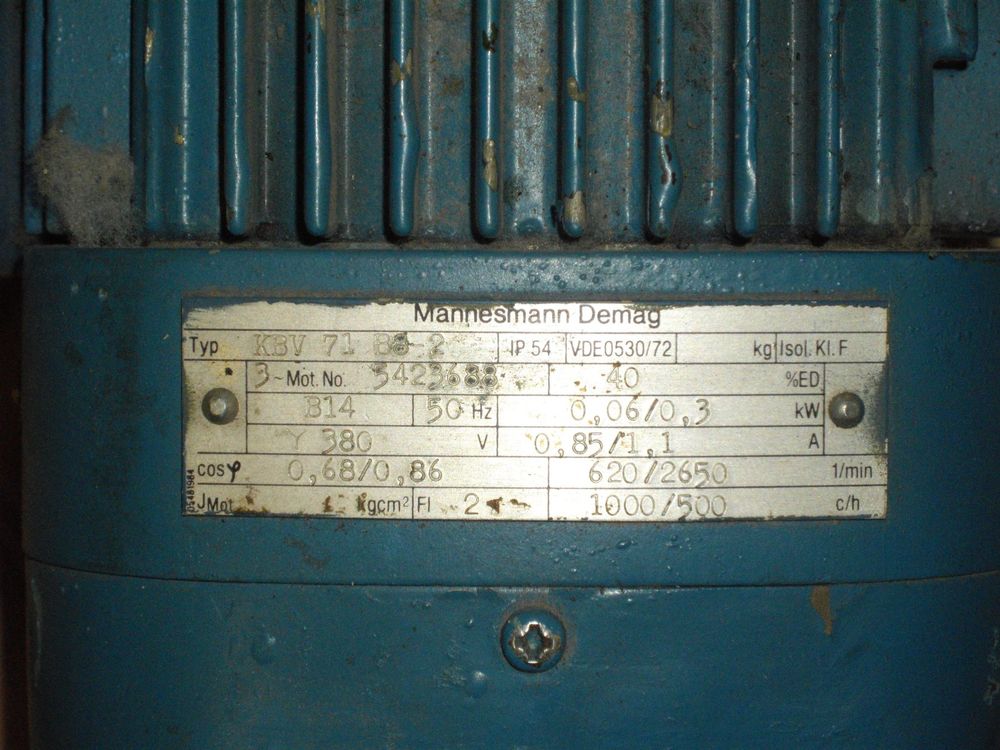 Mannesmann Demag
Typ KBV 71 B8-2 IP 54 VDE0530/72 kg Isol. Kl. F
3~Mot. No. 5423688 40 %ED
B14 50 Hz 0,06/0,3 kW
Y 380 V 0,85/1,1 A
cosφ 0,68/0,86 620/2650 1/min
JMot kgcm² Fl 2 1000/500 c/h